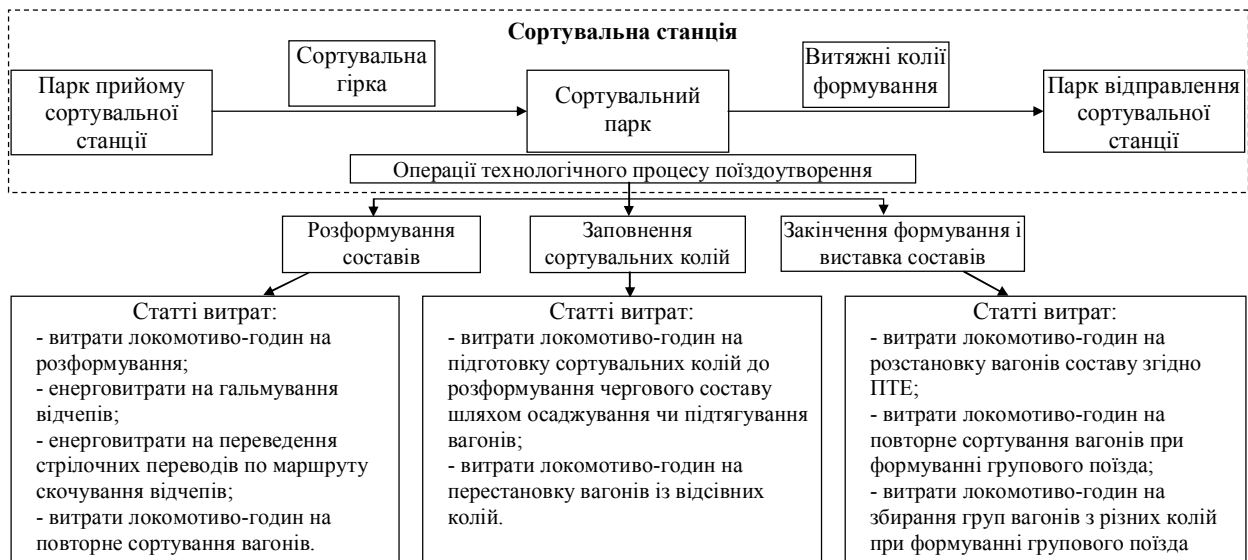 Сортувальна станція
Парк прийому
сортувальної
станції
Сортувальна
гірка
Сортувальний
парк
Витяжні колії
формування
Парк відправлення
сортувальної
станції
Операції технологічного процесу поїздоутворення
Розформування
составів
Заповнення
сортувальних колій
Закінчення формування і
виставка составів
Статті витрат:
- витрати локомотиво-годин на
розформування;
- енерговитрати на гальмування
відчепів;
- енерговитрати на переведення
стрілочних переводів по маршруту
скочування відчепів;
- витрати локомотиво-годин на
повторне сортування вагонів.
Статті витрат:
- витрати локомотиво-годин на
підготовку сортувальних колій до
розформування чергового составу
шляхом осаджування чи підтягування
вагонів;
- витрати локомотиво-годин на
перестановку вагонів із відсівних
колій.
Статті витрат:
- витрати локомотиво-годин на
розстановку вагонів составу згідно
ПТЕ;
- витрати локомотиво-годин на
повторне сортування вагонів при
формуванні групового поїзда;
- витрати локомотиво-годин на
збирання груп вагонів з різних колій
при формуванні групового поїзда